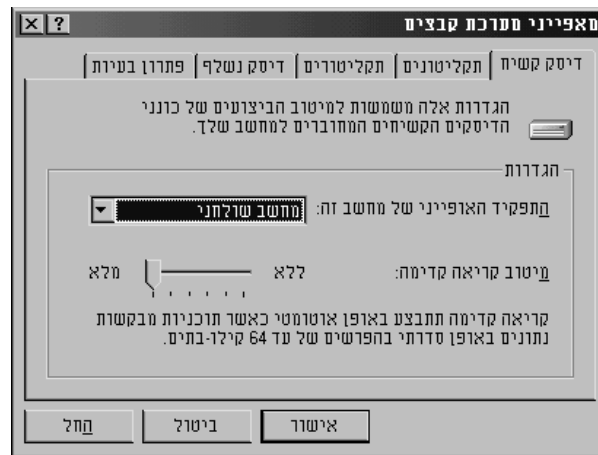 מאפייני מערכת קבצים
דיסק קשיח תקליטונים תקליטורים דיסק נשלף פתרון בעיות
הגדרות אלה משמשות למיטוב הביצועים של כונני
הדיסקים הקשיחים המחוברים למחשב שלך.
הגדרות
התפקיד האופייני של מחשב זה: מחשב שולחני
מיטוב קריאה קדימה: ללא מלא
קריאה קדימה תתבצע באופן אוטומטי כאשר תוכניות מבקשות
נתונים באופן סדרתי בהפרשים של עד 64 קילו-בתים.
אישור ביטול החל